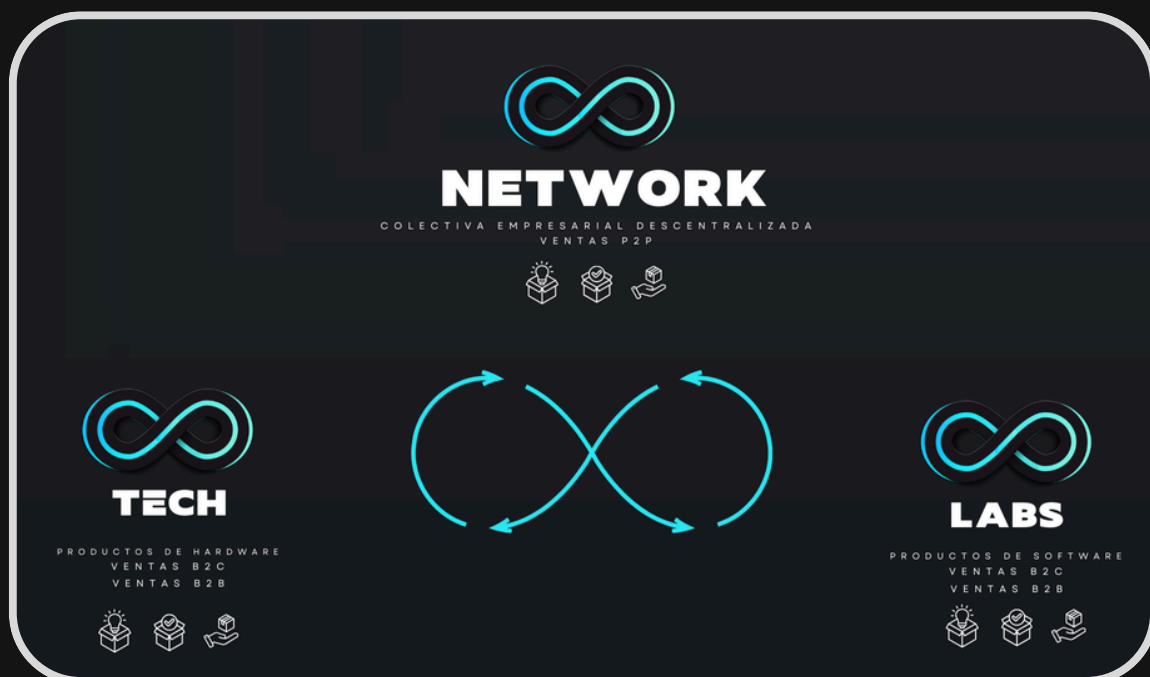 NETWORK
COLECTIVA EMPRESARIAL DESCENTRALIZADA
VENTAS P2P
TECH
PRODUCTOS DE HARDWARE
VENTAS B2C
VENTAS B2B
LABS
PRODUCTOS DE SOFTWARE
VENTAS B2C
VENTAS B2B